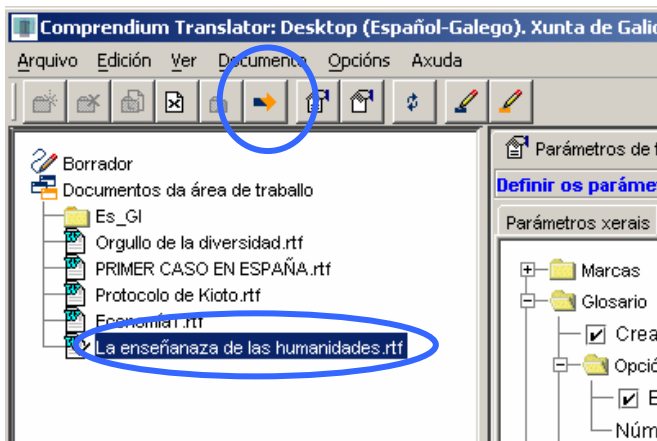 Comprendium Translator: Desktop (Español-Galego). Xunta de Galic
Arquivo Edición Ver Documento Opcións Axuda
Borrador
Documentos da área de traballo
Es_Gl
Orgullo de la diversidad.rtf
PRIMER CASO EN ESPAÑA.rtf
Protocolo de Kioto.rtf
Economía1.rtf
La enseñanaza de las humanidades.rtf
Parámetros de t
Definir os paráme
Parámetros xerais
Marcas
Glosario
Crea
Opció
E
Núm